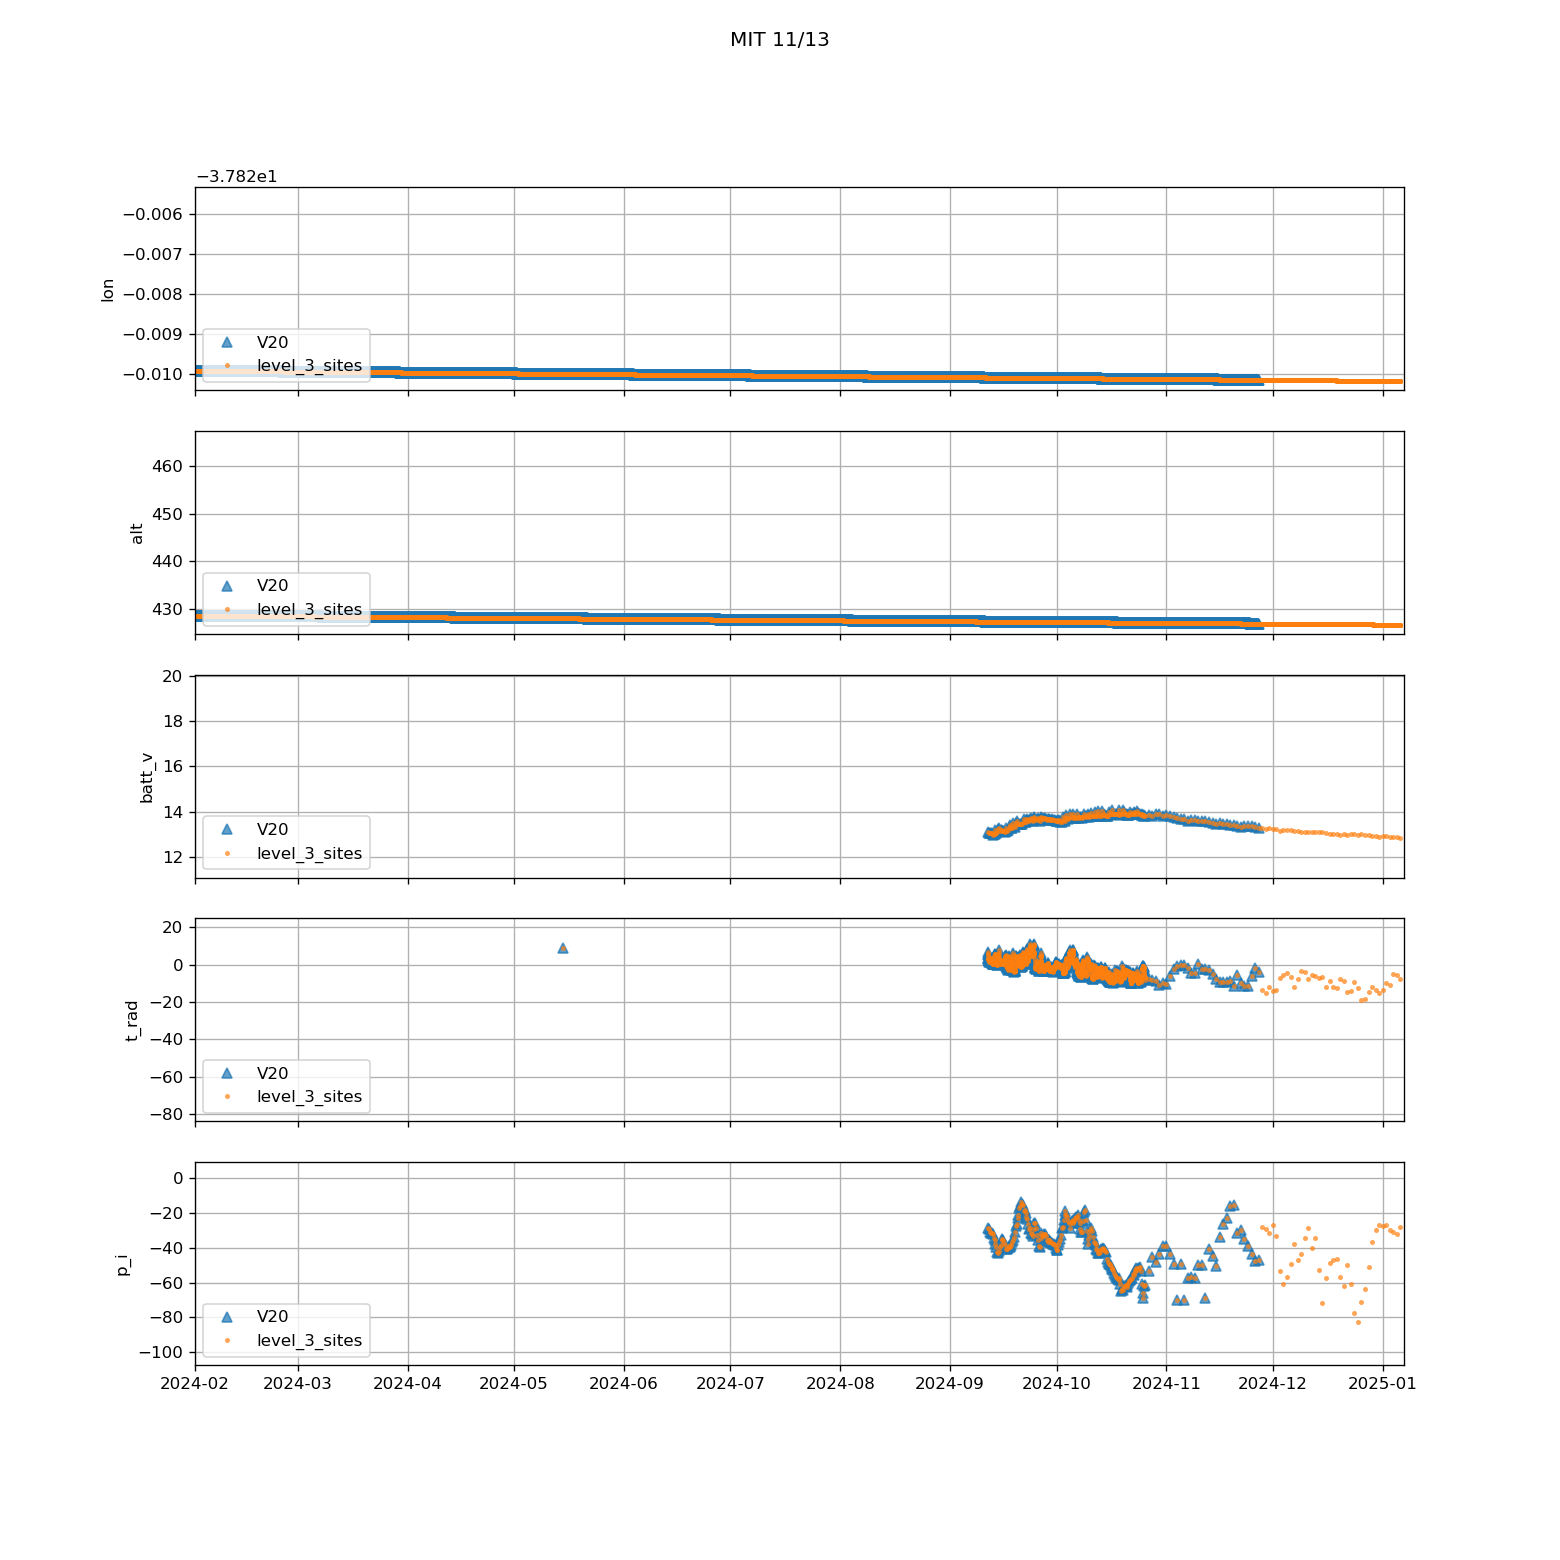 MIT 11/13
−3.782e1
−0.006
−0.007
−0.008
−0.009
−0.010
lon
V20
level_3_sites
460
450
440
430
alt
V20
level_3_sites
20
18
16
14
12
batt_v
V20
level_3_sites
20
0
−20
−40
−60
−80
t_rad
V20
level_3_sites
0
−20
−40
−60
−80
−100
p_i
V20
level_3_sites
2024-02 2024-03 2024-04 2024-05 2024-06 2024-07 2024-08 2024-09 2024-10 2024-11 2024-12 2025-01